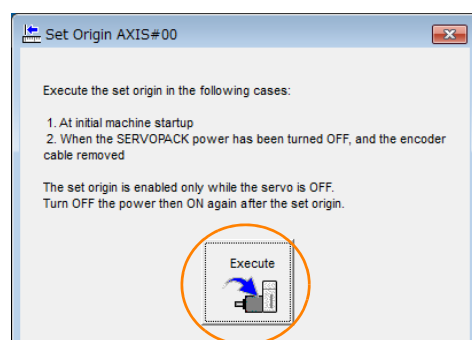 Set Origin AXIS#00
Execute the set origin in the following cases:
1. At initial machine startup
2. When the SERVOPACK power has been turned OFF, and the encoder
cable removed
The set origin is enabled only while the servo is OFF.
Turn OFF the power then ON again after the set origin.
Execute